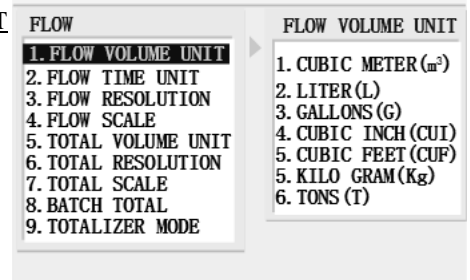 T
FLOW
1. FLOW VOLUME UNIT
2. FLOW TIME UNIT
3. FLOW RESOLUTION
4. FLOW SCALE
5. TOTAL VOLUME UNIT
6. TOTAL RESOLUTION
7. TOTAL SCALE
8. BATCH TOTAL
9. TOTALIZER MODE
FLOW VOLUME UNIT
1. CUBIC METER(m³)
2. LITER(L)
3. GALLONS(G)
4. CUBIC INCH(CUI)
5. CUBIC FEET(CUF)
5. KILO GRAM(Kg)
6. TONS(T)